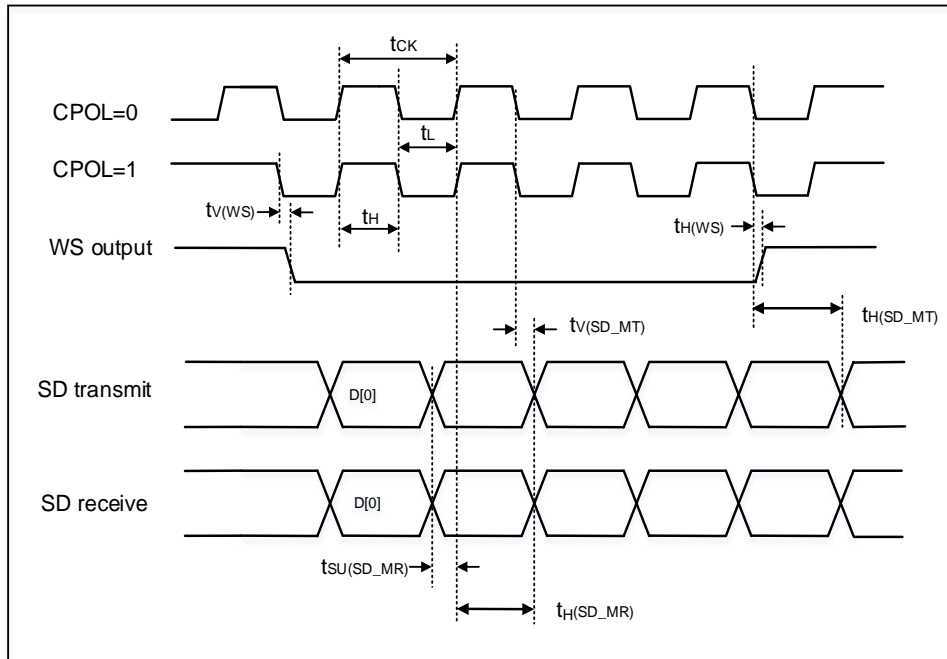 tCK
CPOL=0
tL
CPOL=1
tV(WS)
tH
tH(WS)
WS output
tH(SD_MT)
tV(SD_MT)
SD transmit
D[0]
SD receive
D[0]
tSU(SD_MR)
tH(SD_MR)